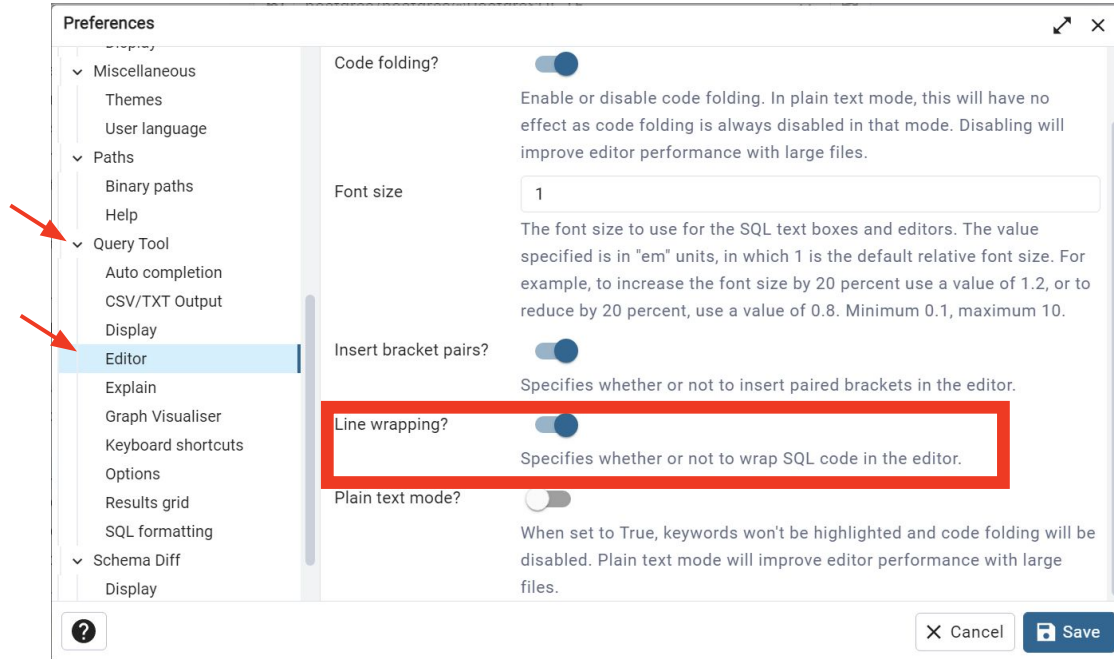 Preferences
Display
Miscellaneous
Themes
User language
Paths
Binary paths
Help
Query Tool
Auto completion
CSV/TXT Output
Display
Editor
Explain
Graph Visualiser
Keyboard shortcuts
Options
Results grid
SQL formatting
Schema Diff
Display
Code folding?
Enable or disable code folding. In plain text mode, this will have no
effect as code folding is always disabled in that mode. Disabling will
improve editor performance with large files.
Font size
1
The font size to use for the SQL text boxes and editors. The value
specified is in "em" units, in which 1 is the default relative font size. For
example, to increase the font size by 20 percent use a value of 1.2, or to
reduce by 20 percent, use a value of 0.8. Minimum 0.1, maximum 10.
Insert bracket pairs?
Specifies whether or not to insert paired brackets in the editor.
Line wrapping?
Specifies whether or not to wrap SQL code in the editor.
Plain text mode?
When set to True, keywords won't be highlighted and code folding will be
disabled. Plain text mode will improve editor performance with large
files.
?
Cancel
Save